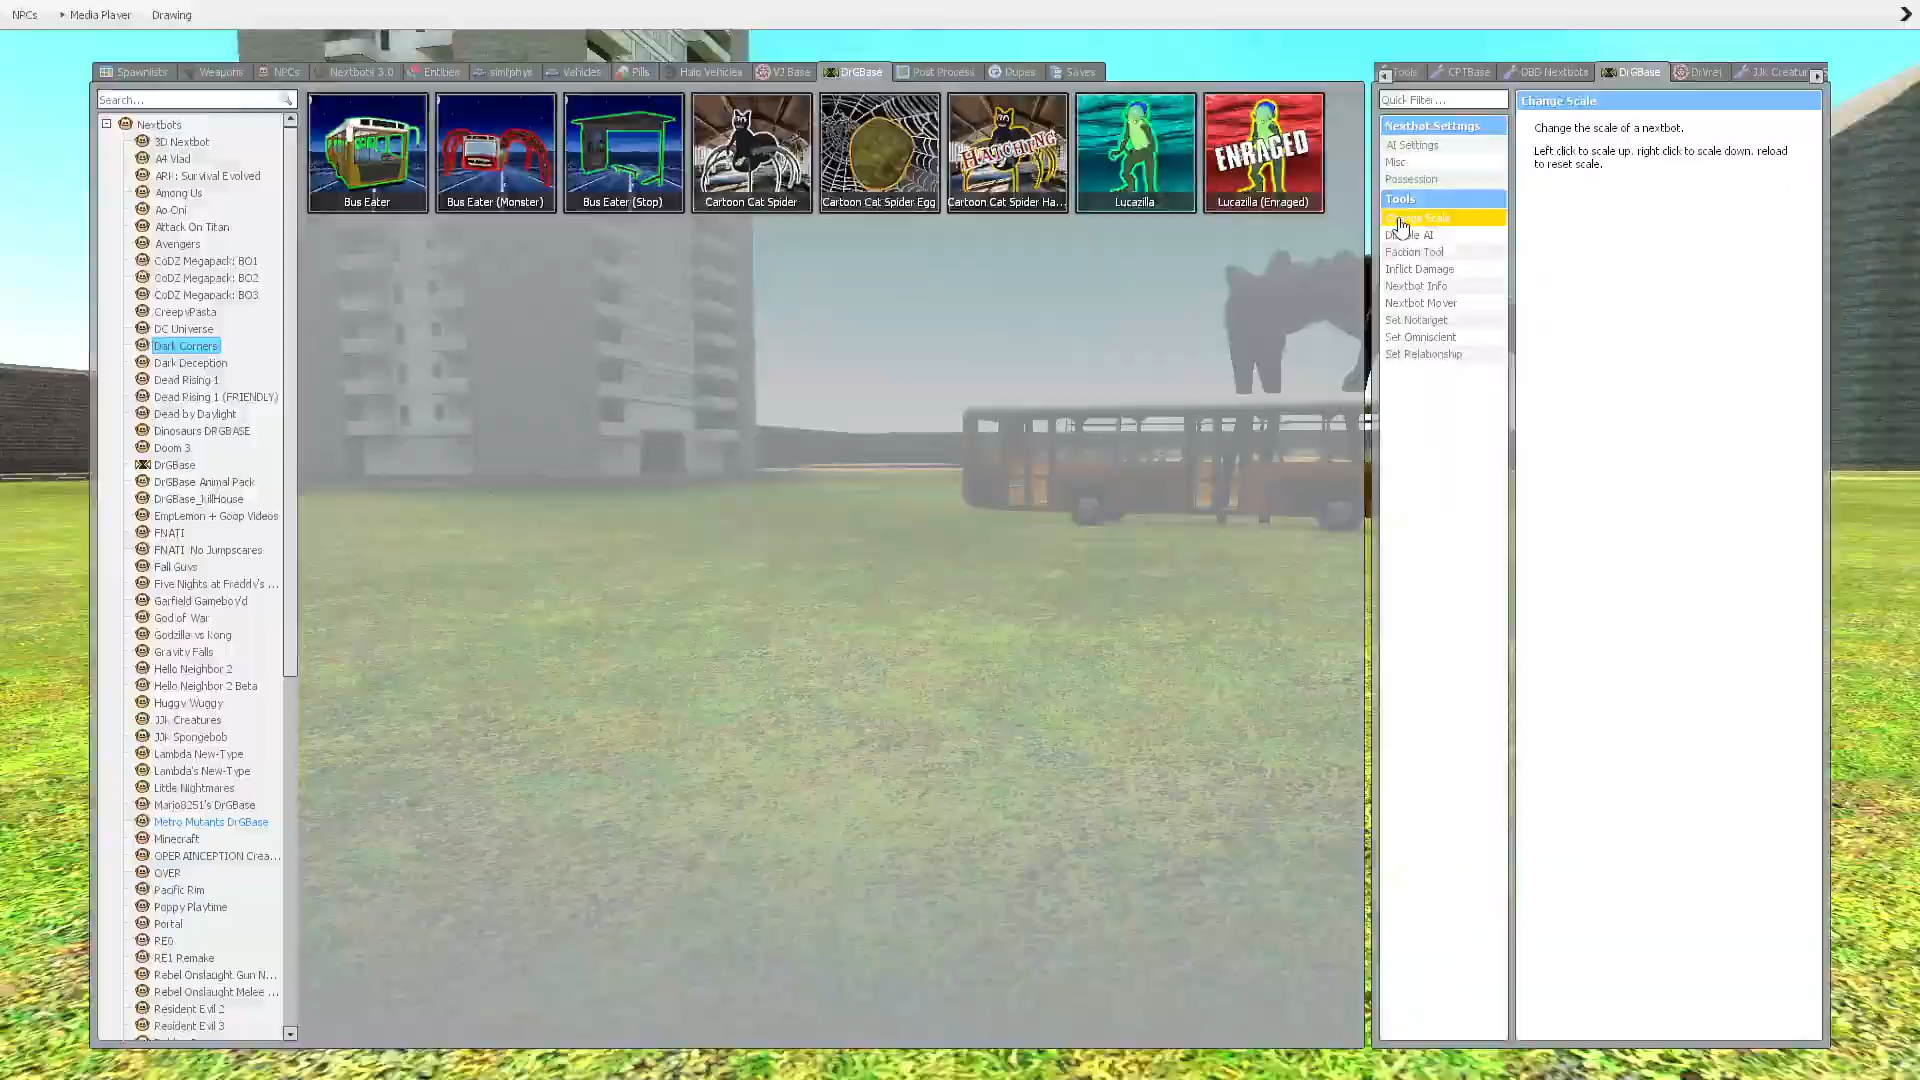 NPCs
Media Player
Drawing
Spawnlists
Weapons
NPCs
Nextbots 3.0
Entities
simfphys
Vehicles
Pills
Halo Vehicles
VJ Base
DrGBase
Post Process
Dupes
Saves
Tools
CPTBase
OBD Nextbots
DrGBase
DrVrej
JJK Creatur
Search...
Nextbots
3D Nextbot
A4 Vlad
ARK: Survival Evolved
Among Us
Ao Oni
Attack On Titan
Avengers
CoDZ Megapack: BO1
CoDZ Megapack: BO2
CoDZ Megapack: BO3
CreepyPasta
DC Universe
Dark Corners
Dark Deception
Dead Rising 1
Dead Rising 1 (FRIENDLY)
Dead by Daylight
Dinosaurs DRGBASE
Doom 3
DrGBase
DrGBase Animal Pack
DrGBase_KillHouse
EmpLemon + Goop Videos
FNATI
FNATI No Jumpscares
Fall Guys
Five Nights at Freddy's ...
Garfield Gameboy'd
God of War
Godzilla vs Kong
Gravity Falls
Hello Neighbor 2
Hello Neighbor 2 Beta
Huggy Wuggy
JJk Creatures
JJk Spongebob
Lambda New-Type
Lambda's New-Type
Little Nightmares
Mario8251's DrGBase
Metro Mutants DrGBase
Minecraft
OPERAINCEPTION Crea...
OVER
Pacific Rim
Poppy Playtime
Portal
RE0
RE1 Remake
Rebel Onslaught Gun N...
Rebel Onslaught Melee ...
Resident Evil 2
Resident Evil 3
Bus Eater
Bus Eater (Monster)
Bus Eater (Stop)
Cartoon Cat Spider
Cartoon Cat Spider Egg
HATCHING
Cartoon Cat Spider Ha...
Lucazilla
ENRAGED
Lucazilla (Enraged)
Quick Filter...
Nextbot Settings
AI Settings
Misc
Possession
Tools
Change Scale
Disable AI
Faction Tool
Inflict Damage
Nextbot Info
Nextbot Mover
Set Notarget
Set Omniscient
Set Relationship
Change Scale
Change the scale of a nextbot.
Left click to scale up, right click to scale down, reload
to reset scale.